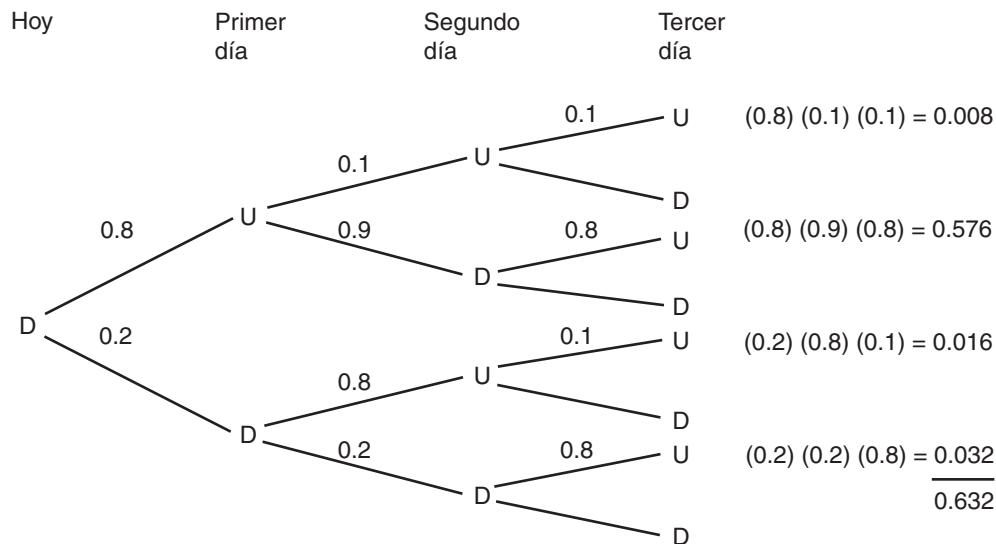 Hoy Primer día Segundo día Tercer día
0.1 U (0.8) (0.1) (0.1) = 0.008
0.1 U
D
0.8 U 0.9 0.8 U (0.8) (0.9) (0.8) = 0.576
D
D
D
0.2 0.1 U (0.2) (0.8) (0.1) = 0.016
0.8 U
D
D 0.2 0.8 U (0.2) (0.2) (0.8) = 0.032
D 0.632
D